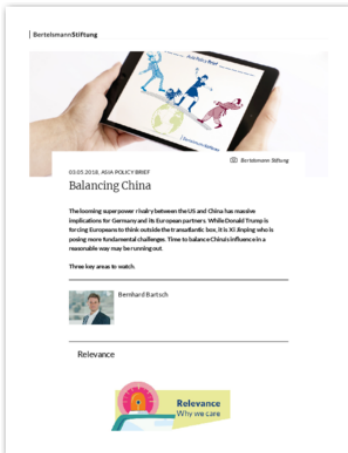 BertelsmannStiftung
Asia Policy Brief
Bertelsmann Stiftung
03.05.2018, ASIA POLICY BRIEF
Balancing China
The looming superpower rivalry between the US and China has massive
implications for Germany and its European partners. While Donald Trump is
forcing Europeans to think outside the transatlantic box, it is Xi Jinping who is
posing more fundamental challenges. Time to balance China's influence in a
reasonable way may be running out.
Three key areas to watch.
Bernhard Bartsch
Relevance
Relevance
Why we care